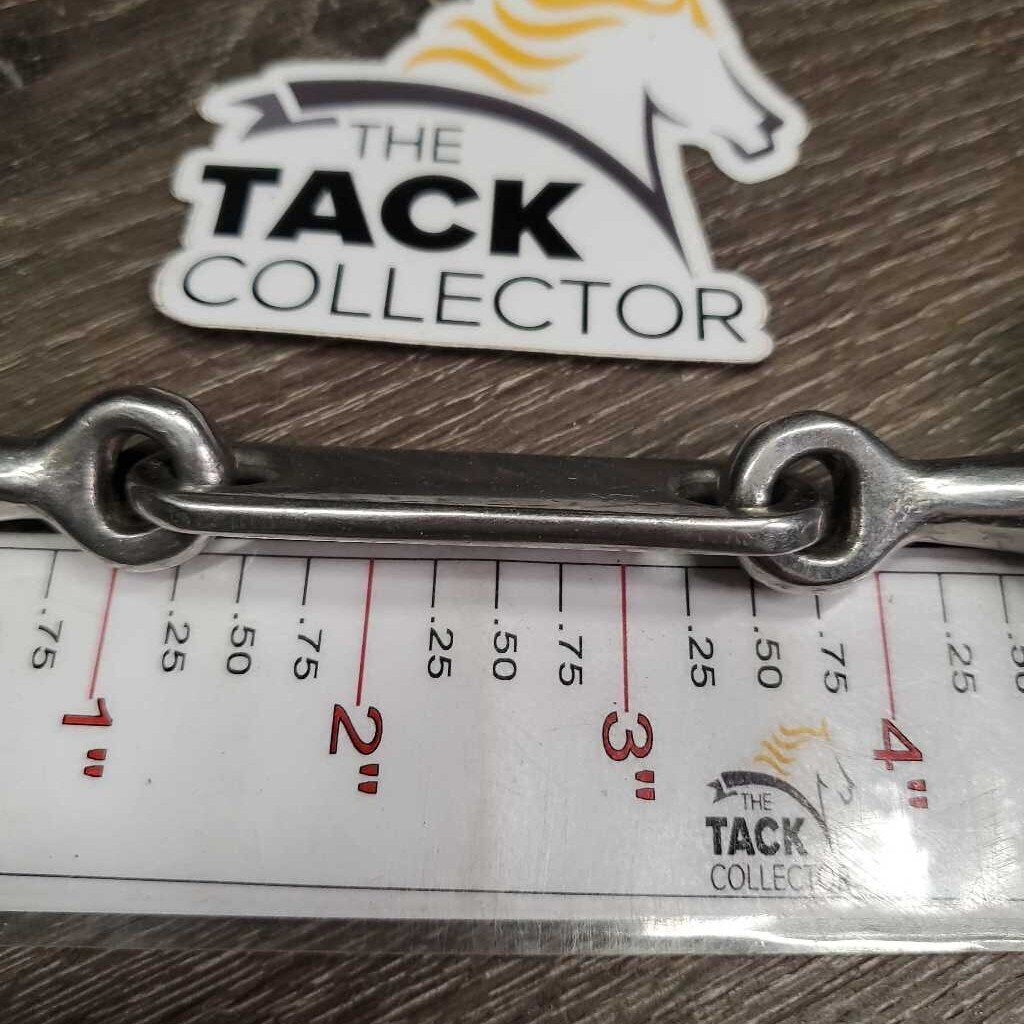 THE
TACK
COLLECTOR
.75 .25 .50 .75 .25 .50 .75 .25 .50 .75 .25 .50
1" 2" 3" 4"
THE
TACK
COLLECTOR